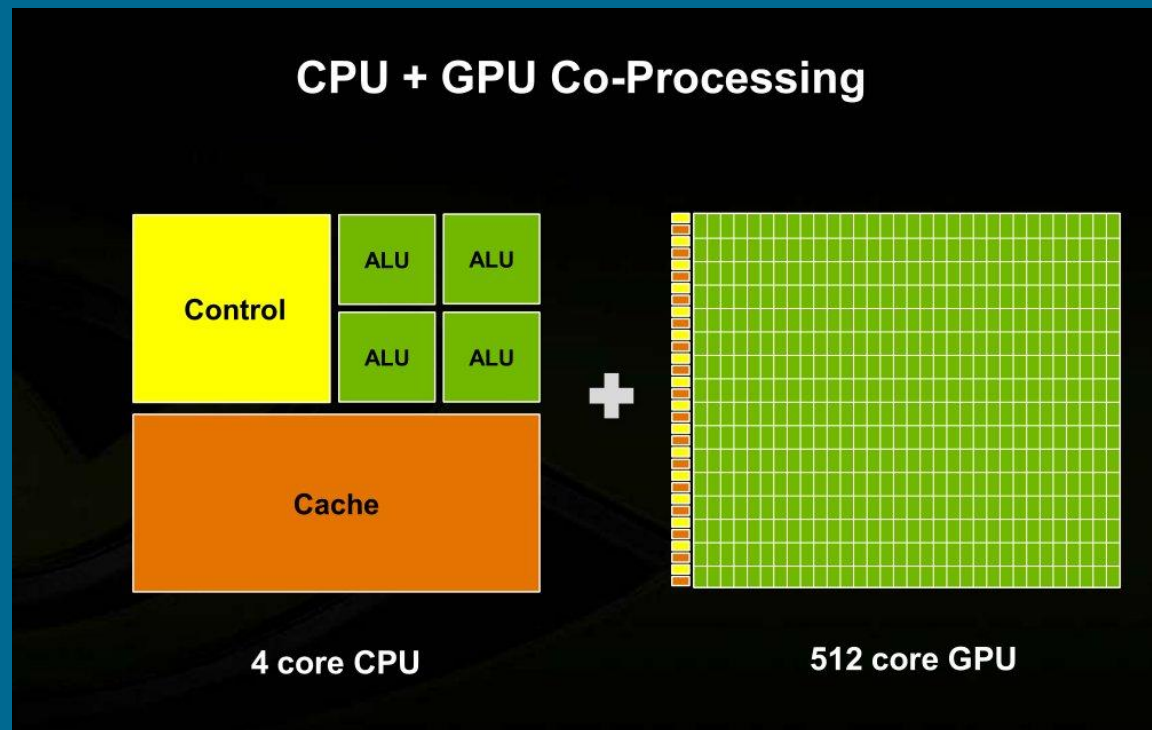 CPU + GPU Co-Processing
Control
ALU ALU
ALU ALU
Cache
4 core CPU
512 core GPU